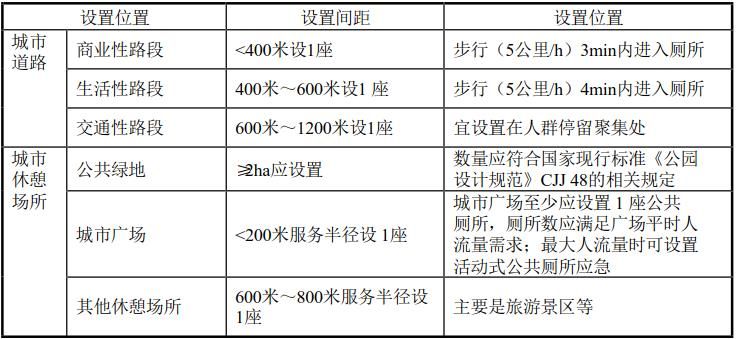 设置位置 设置间距 设置位置
城市道路 商业性路段 <400米设1座 步行（5公里/h）3min内进入厕所
生活性路段 400米～600米设1 座 步行（5公里/h）4min内进入厕所
交通性路段 600米～1200米设1座 宜设置在人群停留聚集处
城市休憩场所 公共绿地 ≥2ha应设置 数量应符合国家现行标准《公园
设计规范》CJJ 48的相关规定
城市广场 <200米服务半径设 1座 城市广场至少应设置 1 座公共
厕所，厕所数应满足广场平时人
流量需求；最大人流量时可设置
活动式公共厕所应急
其他休憩场所 600米～800米服务半径设
1座 主要是旅游景区等